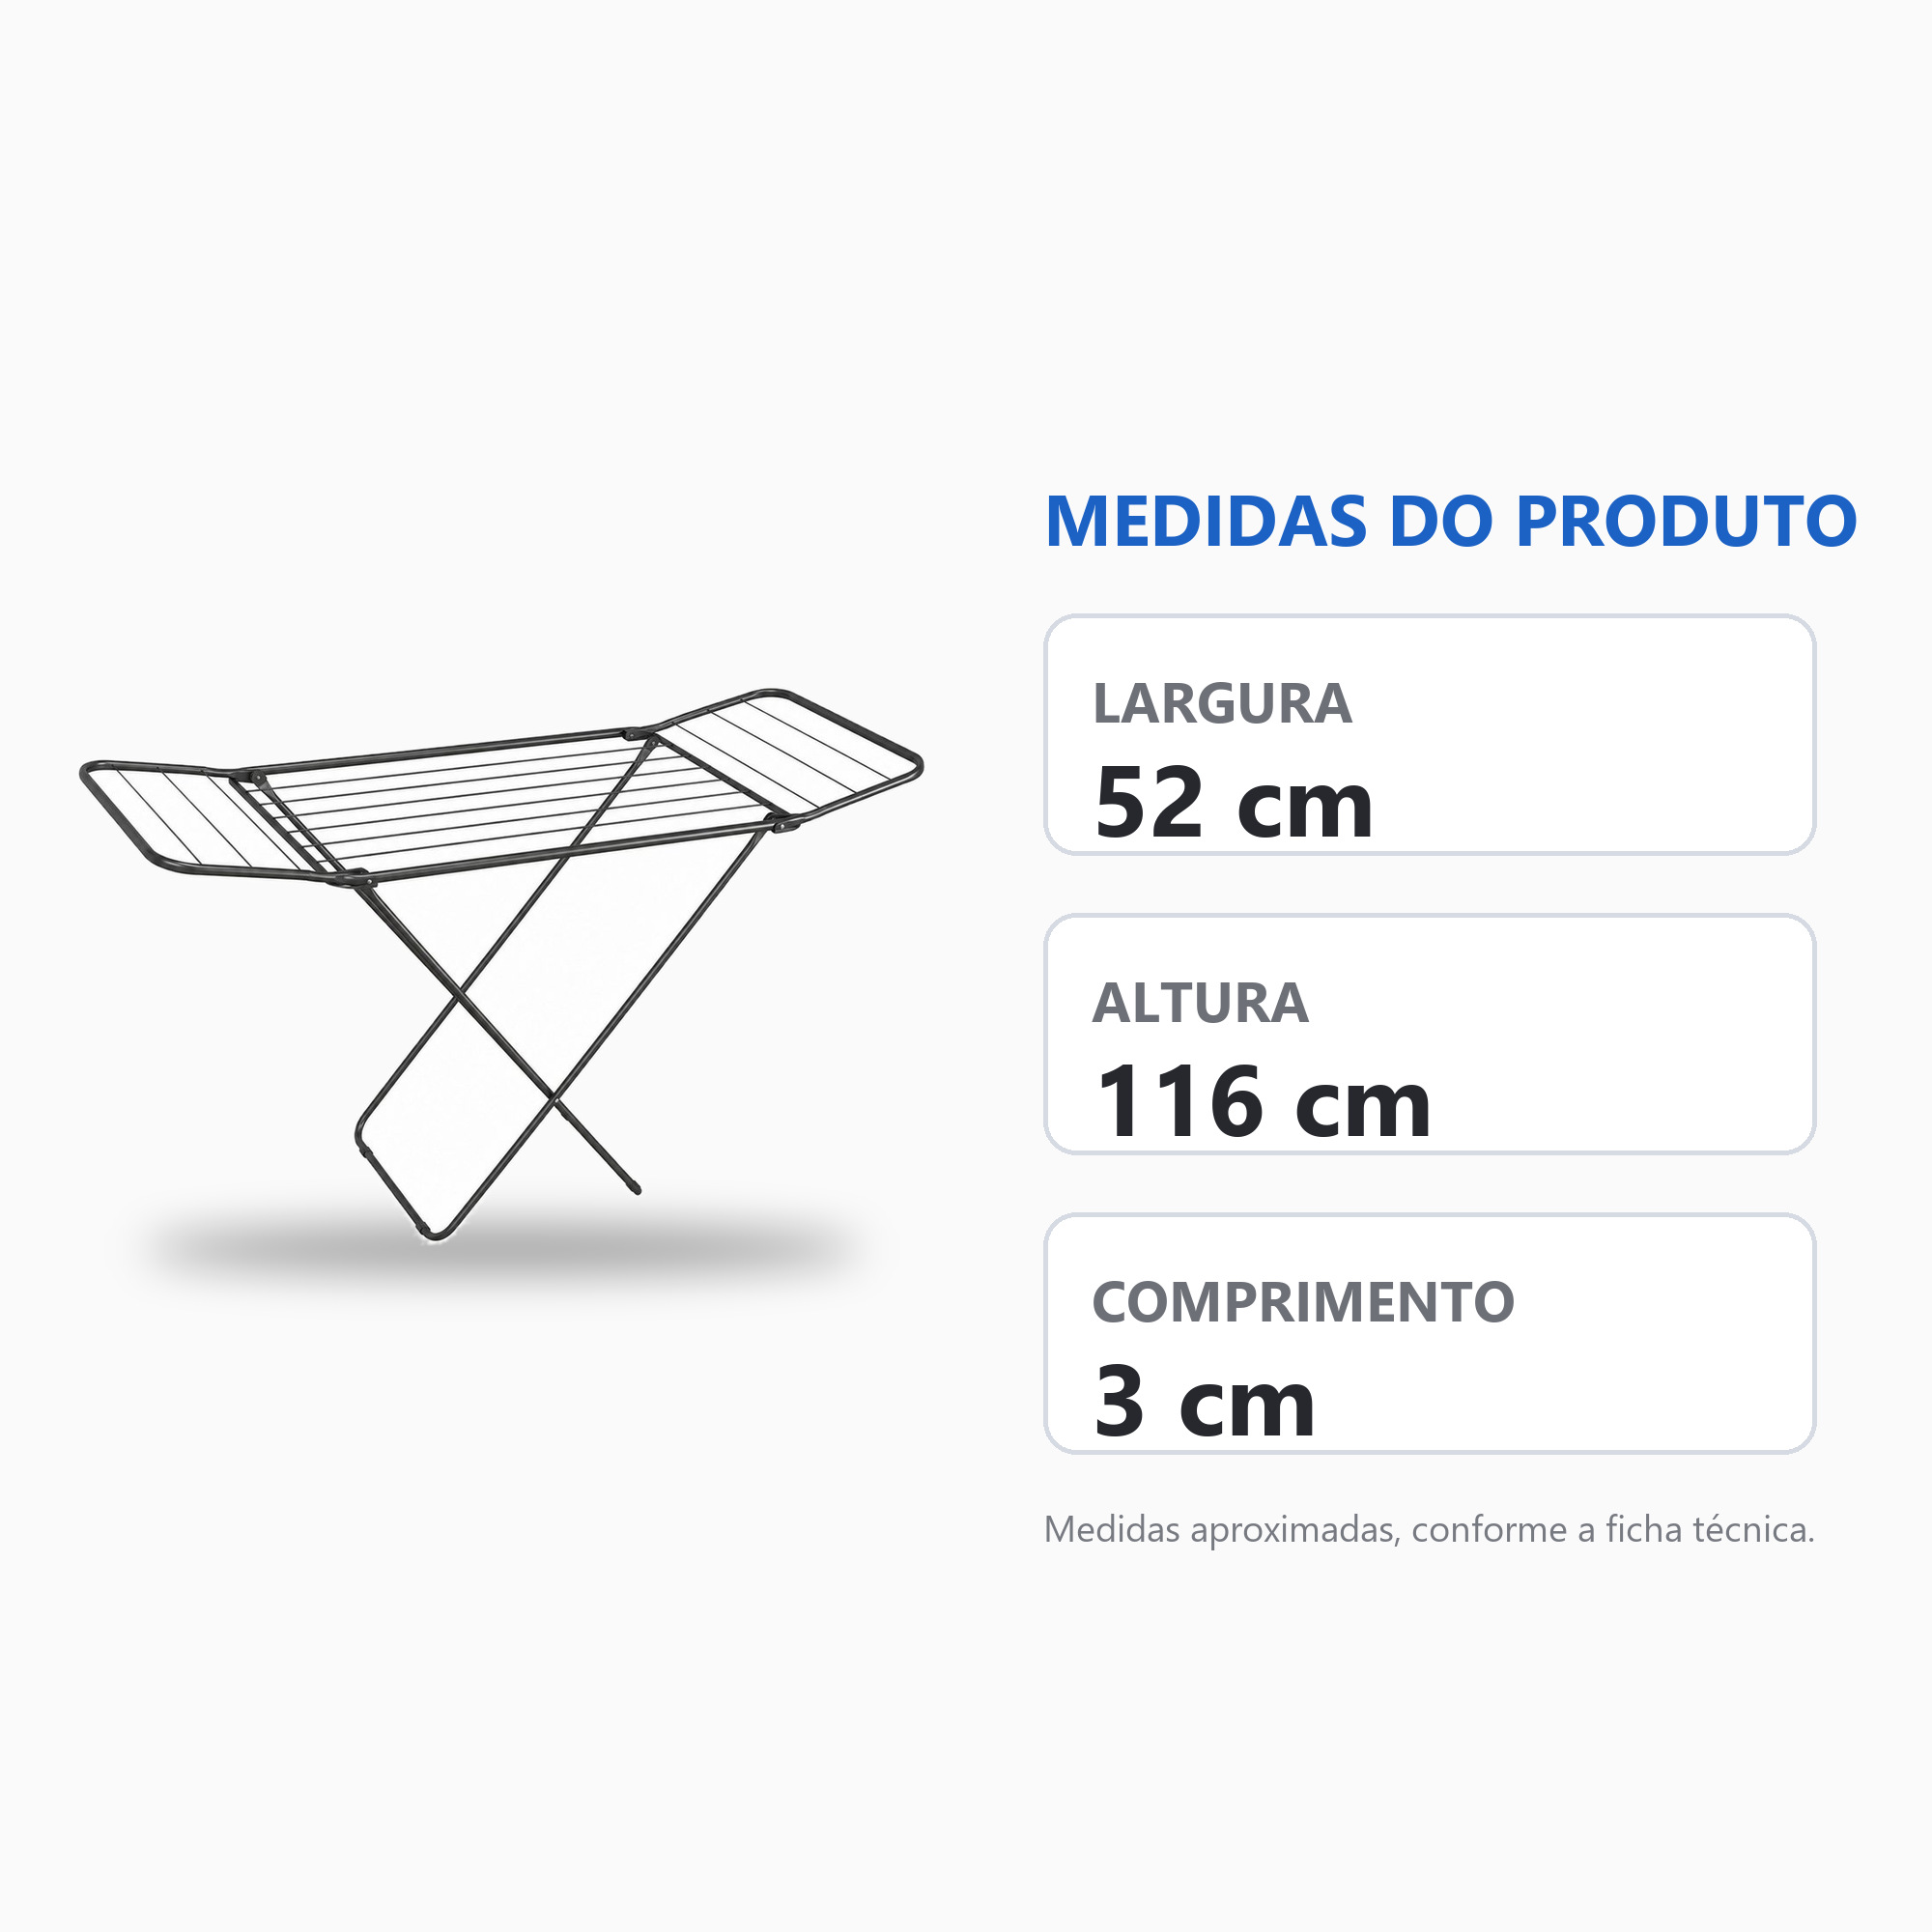 MEDIDAS DO PRODUTO
LARGURA
52 cm
ALTURA
116 cm
COMPRIMENTO
3 cm
Medidas aproximadas, conforme a ficha técnica.